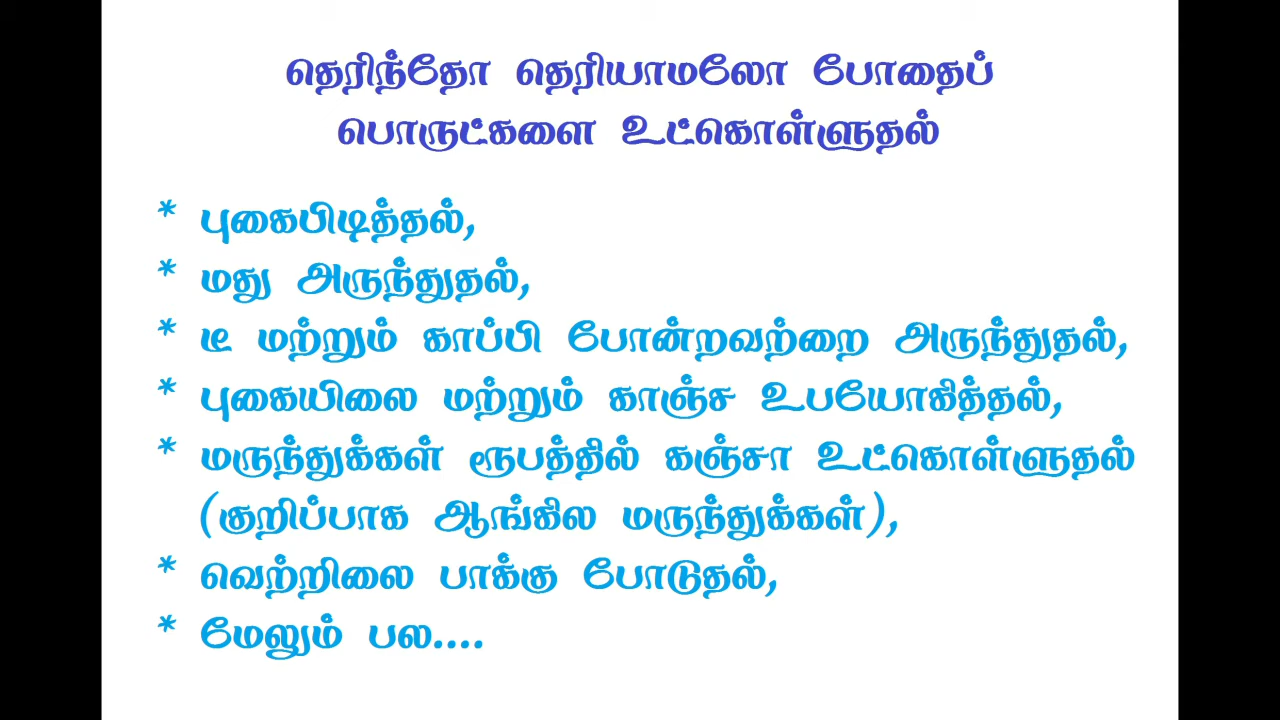 தெரிந்தோ தெரியாமலோ போதைப்
பொருட்களை உட்கொள்ளுதல்
* புகைபிடித்தல்,
* மது அருந்துதல்,
* டீ மற்றும் காப்பி போன்றவற்றை அருந்துதல்,
* புகையிலை மற்றும் காஞ்ச உபயோகித்தல்,
* மருந்துக்கள் ரூபத்தில் கஞ்சா உட்கொள்ளுதல்
(குறிப்பாக ஆங்கில மருந்துக்கள்),
* வெற்றிலை பாக்கு போடுதல்,
* மேலும் பல....